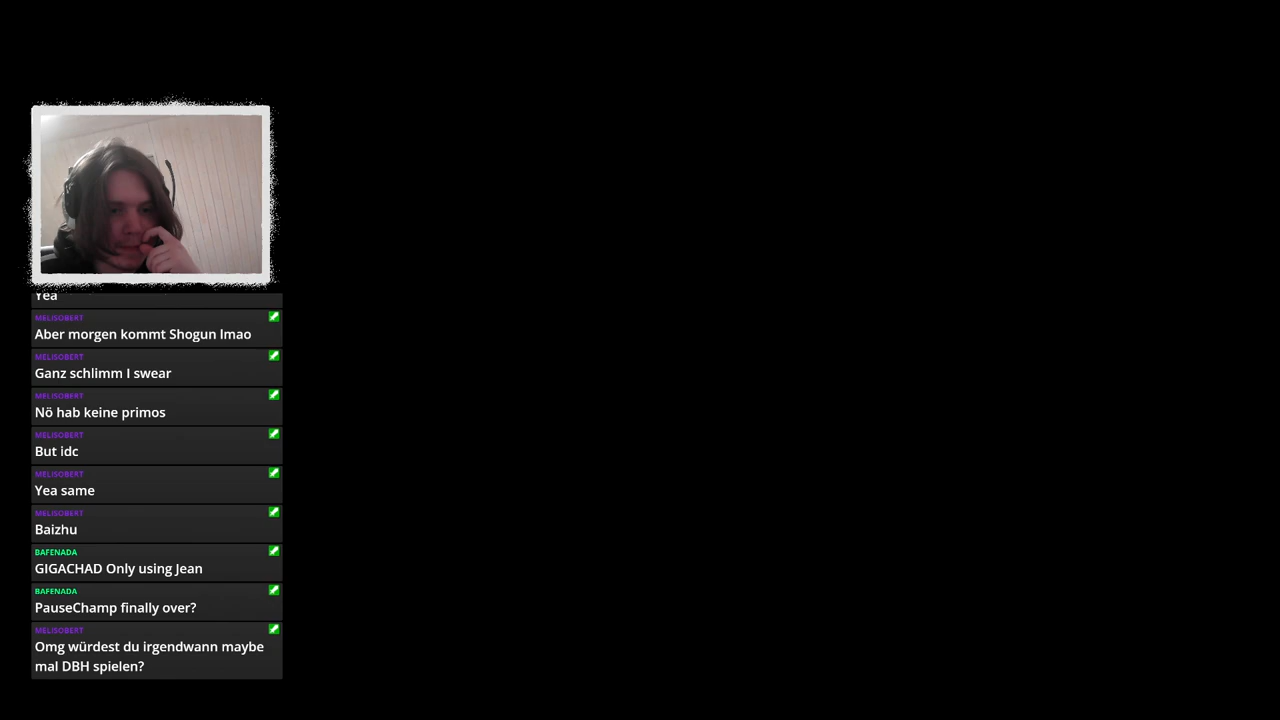 Yea
MELISOBERT
Aber morgen kommt Shogun lmao
MELISOBERT
Ganz schlimm I swear
MELISOBERT
Nö hab keine primos
MELISOBERT
But idc
MELISOBERT
Yea same
MELISOBERT
Baizhu
BAFENADA
GIGACHAD Only using Jean
BAFENADA
PauseChamp finally over?
MELISOBERT
Omg würdest du irgendwann maybe
mal DBH spielen?